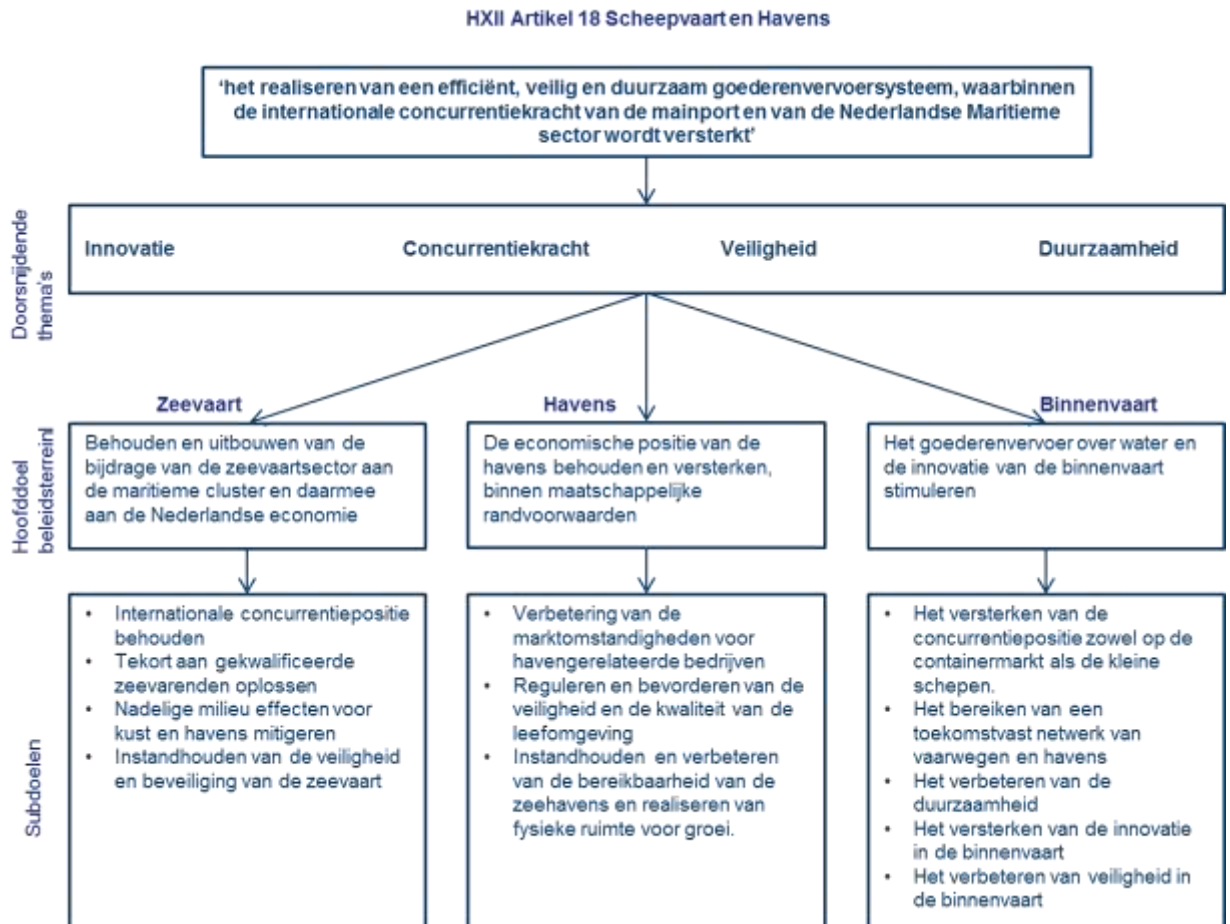 HXII Artikel 18 Scheepvaart en Havens
‘het realiseren van een efficiënt, veilig en duurzaam goederenvervoersysteem, waarbinnen
de internationale concurrentiekracht van de mainport en van de Nederlandse Maritieme
sector wordt versterkt’
Doorsnijdende
thema's
Innovatie
Concurrentiekracht
Veiligheid
Duurzaamheid
Hoofddoel
beleidsterreinl
Zeevaart
Behouden en uitbouwen van de
bijdrage van de zeevaartsector aan
de maritieme cluster en daarmee
aan de Nederlandse economie
Havens
De economische positie van de
havens behouden en versterken,
binnen maatschappelijke
randvoorwaarden
Binnenvaart
Het goederenvervoer over water en
de innovatie van de binnenvaart
stimuleren
Subdoelen
• Internationale concurrentiepositie
behouden
• Tekort aan gekwalificeerde
zeevarenden oplossen
• Nadelige milieu effecten voor
kust en havens mitigeren
• Instandhouden van de veiligheid
en beveiliging van de zeevaart
• Verbetering van de
marktomstandigheden voor
havengerelateerde bedrijven
• Reguleren en bevorderen van de
veiligheid en de kwaliteit van de
leefomgeving
• Instandhouden en verbeteren
van de bereikbaarheid van de
zeehavens en realiseren van
fysieke ruimte voor groei.
• Het versterken van de
concurrentiepositie zowel op de
containermarkt als de kleine
schepen.
• Het bereiken van een
toekomstvast netwerk van
vaarwegen en havens
• Het verbeteren van de
duurzaamheid
• Het versterken van de innovatie
in de binnenvaart
• Het verbeteren van veiligheid in
de binnenvaart